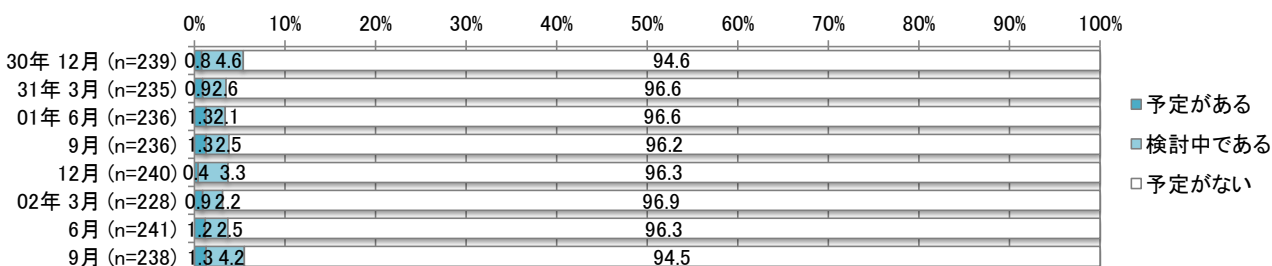 0% 10% 20% 30% 40% 50% 60% 70% 80% 90% 100%
30年 12月 (n=239) 0.8 4.6 94.6
31年 3月 (n=235) 0.9 2.6 96.6
01年 6月 (n=236) 1.3 2.1 96.6
9月 (n=236) 1.3 2.5 96.2
12月 (n=240) 0.4 3.3 96.3
02年 3月 (n=228) 0.9 2.2 96.9
6月 (n=241) 1.2 2.5 96.3
9月 (n=238) 1.3 4.2 94.5
予定がある
検討中である
予定がない